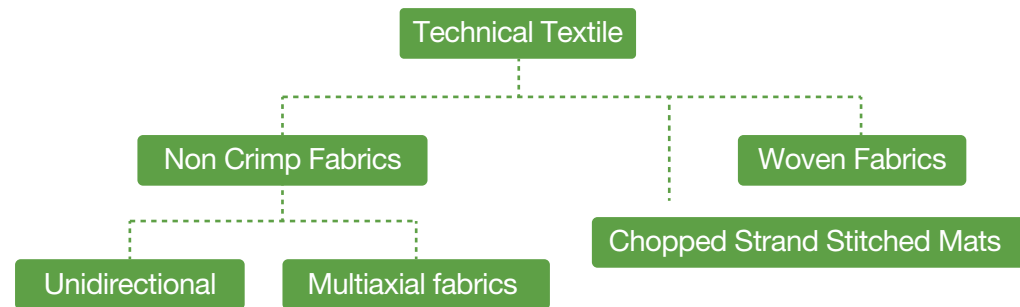 Technical Textile
Non Crimp Fabrics
Woven Fabrics
Chopped Strand Stitched Mats
Unidirectional
Multiaxial fabrics